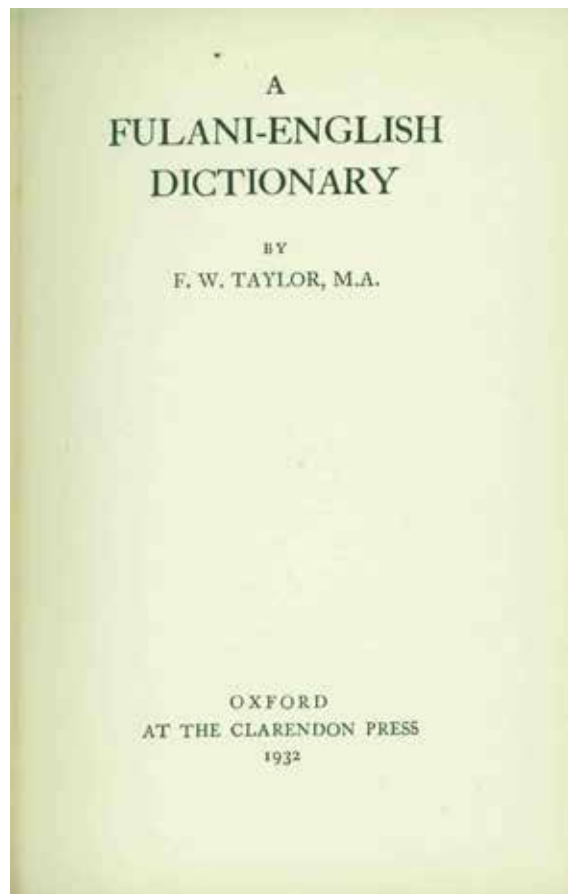 A
FULANI-ENGLISH
DICTIONARY
BY
F. W. TAYLOR, M.A.
OXFORD
AT THE CLARENDON PRESS
1932